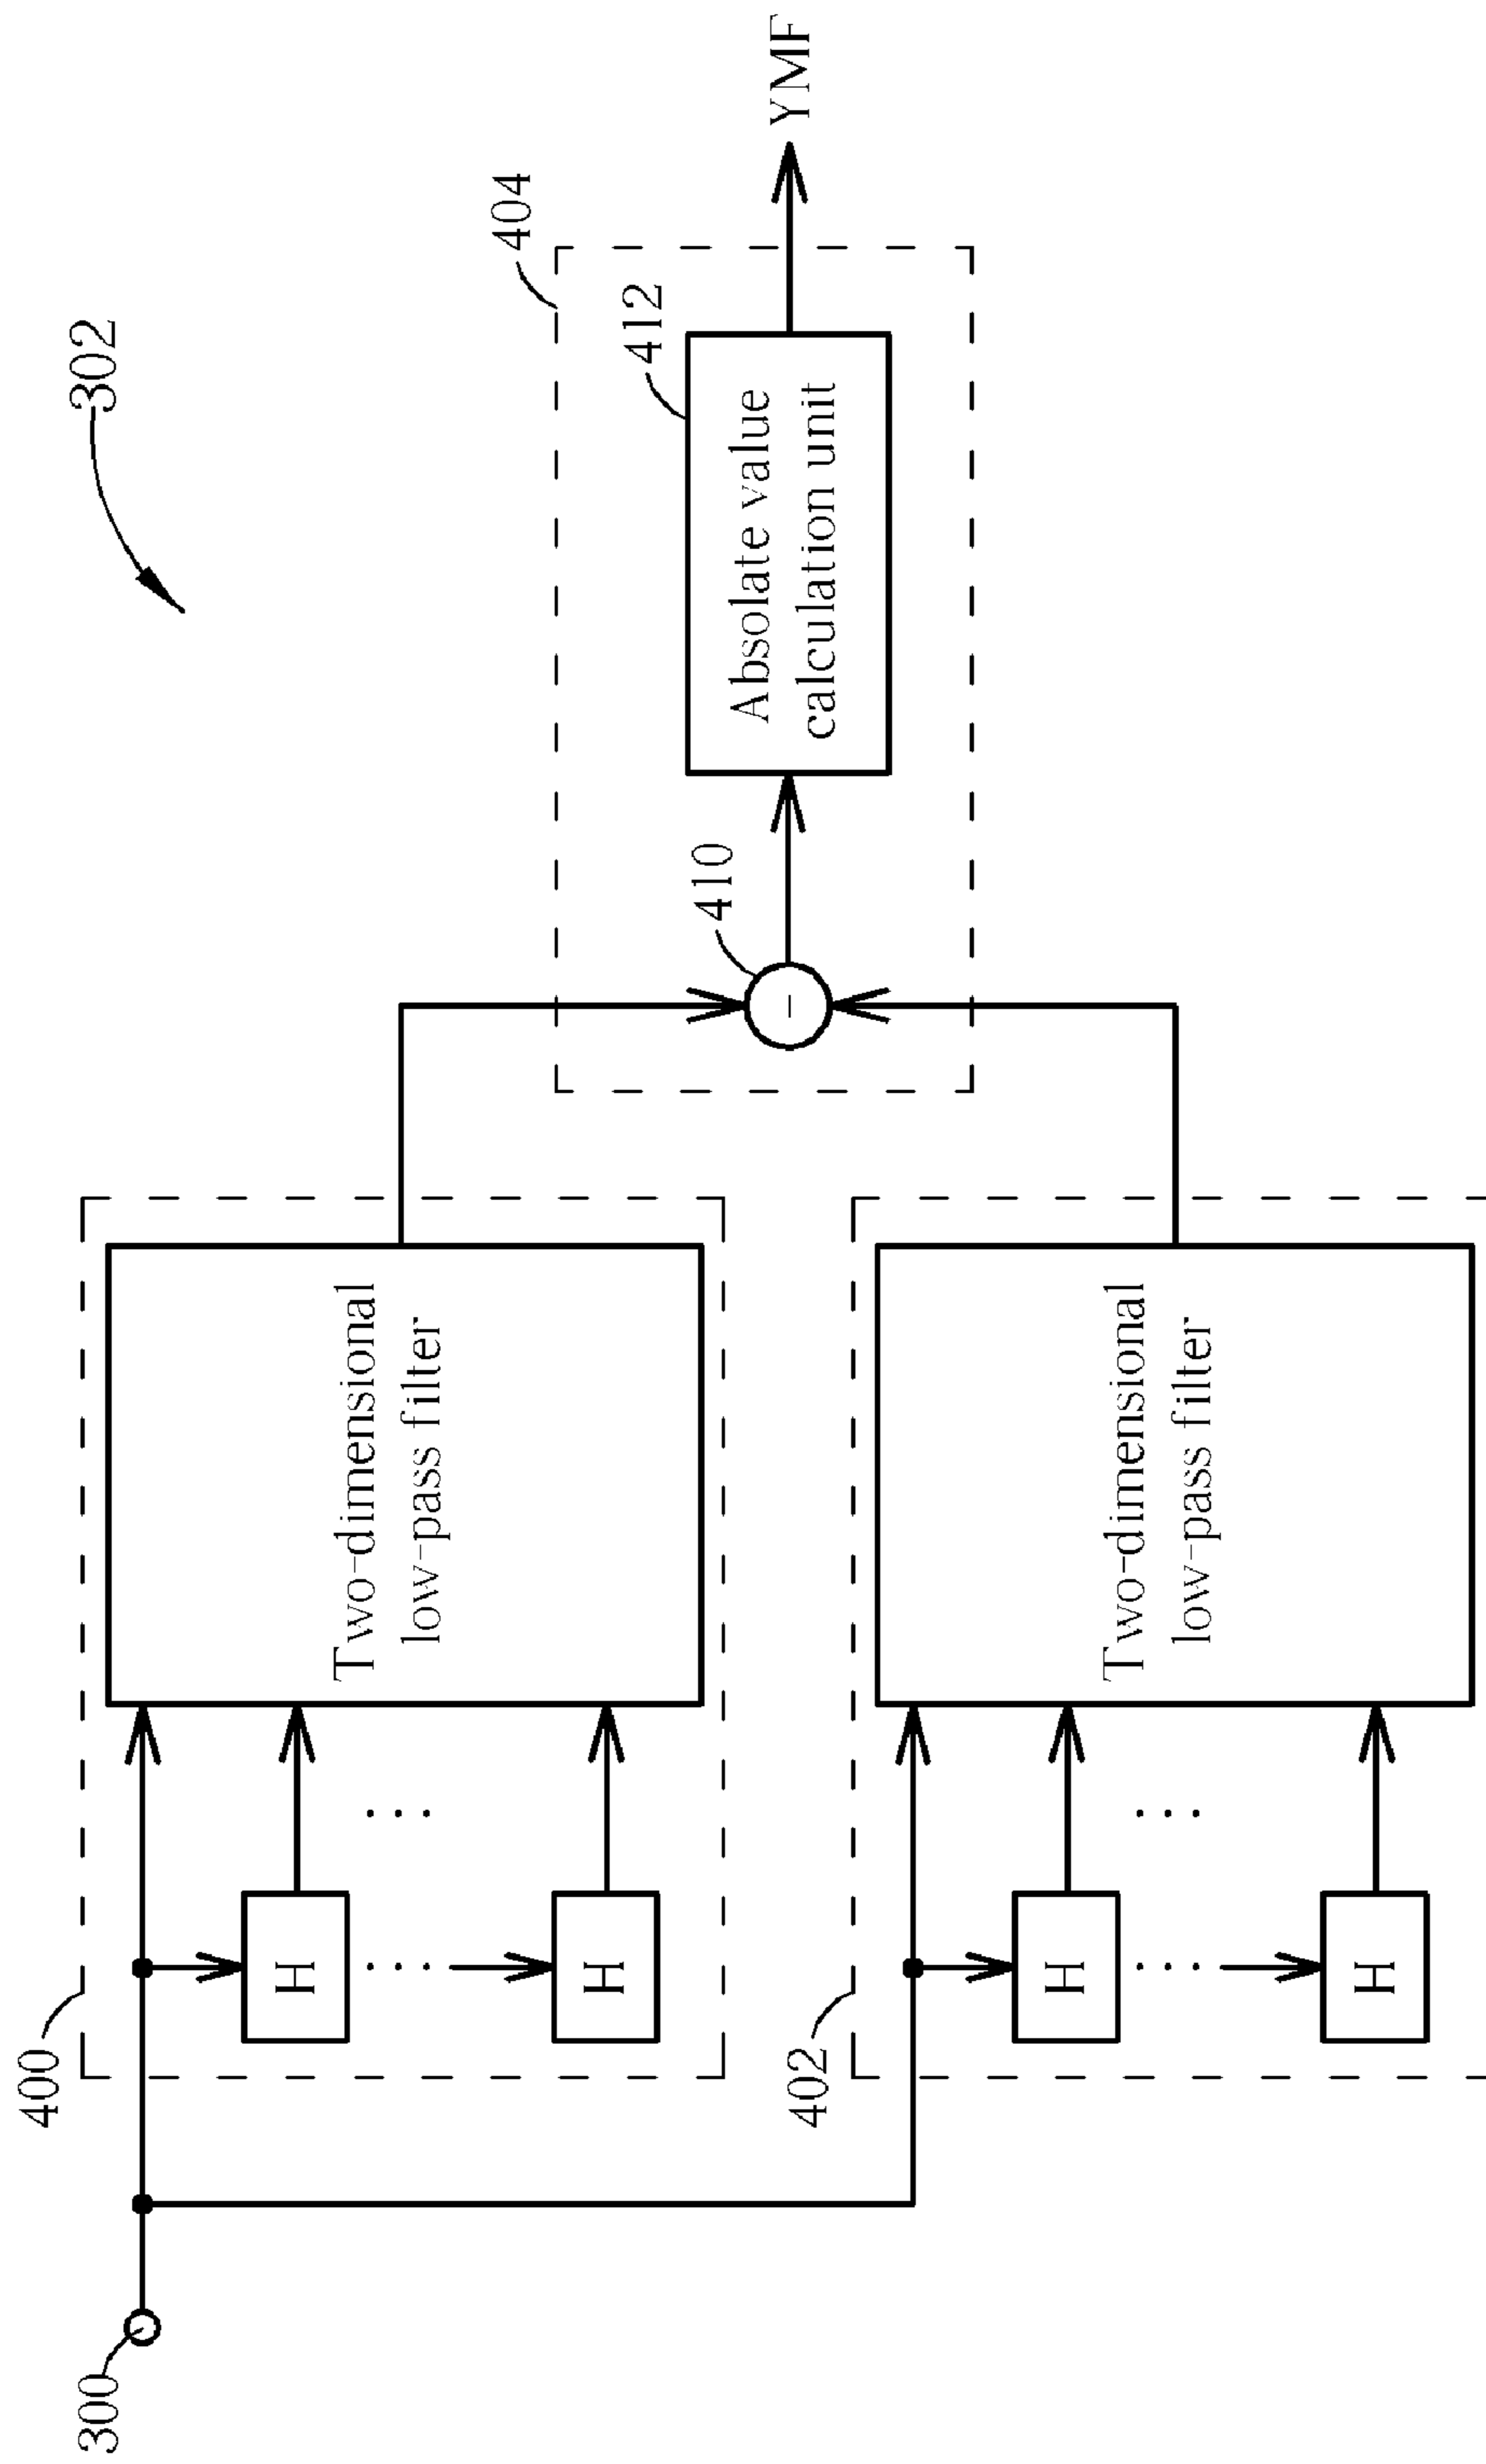 302
404
YMF
412
Absolate value
calculation unit
410
400
Two-dimensional
low-pass filter
H
...
...
H
300
402
Two-dimensional
low-pass filter
H
...
...
H
-